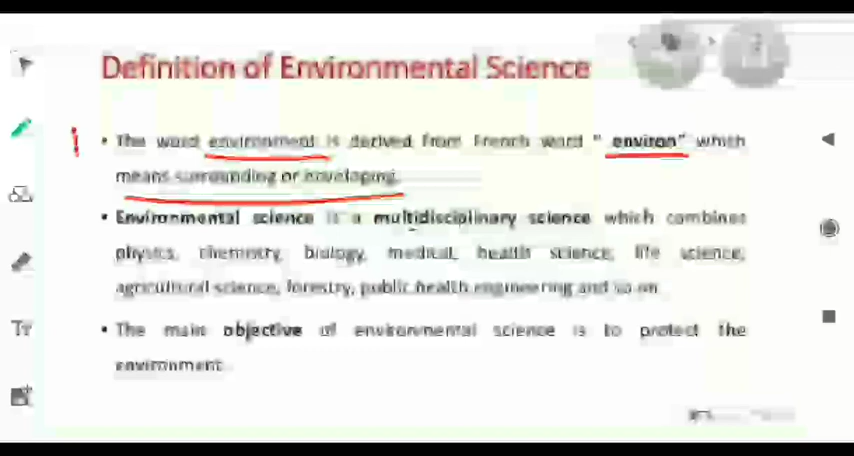 Definition of Environmental Science
• The word environment is derived from French word " environ" which
means surrounding or enveloping.
• Environmental science is a multidisciplinary science which combines
physics, chemistry, biology, medical, health science, life science,
agricultural science, forestry, public health engineering and so on
• The main objective of environmental science is to protect the
environment.
Tr